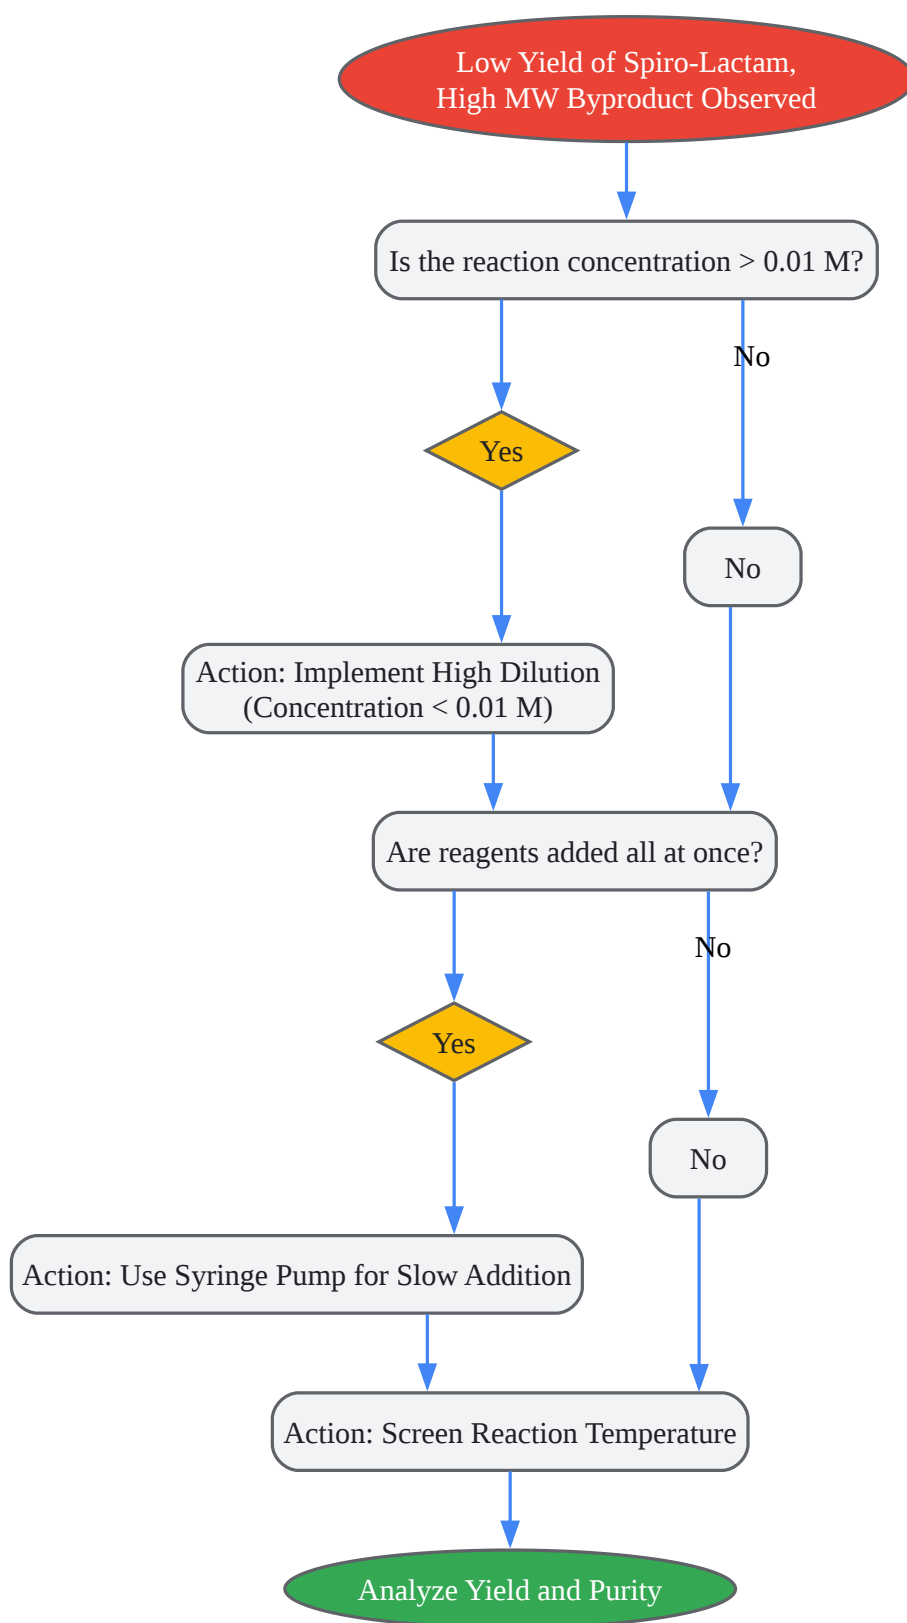 Low Yield of Spiro-Lactam,
High MW Byproduct Observed
Is the reaction concentration > 0.01 M?
No
Yes
No
Action: Implement High Dilution
(Concentration < 0.01 M)
Are reagents added all at once?
No
Yes
No
Action: Use Syringe Pump for Slow Addition
Action: Screen Reaction Temperature
Analyze Yield and Purity